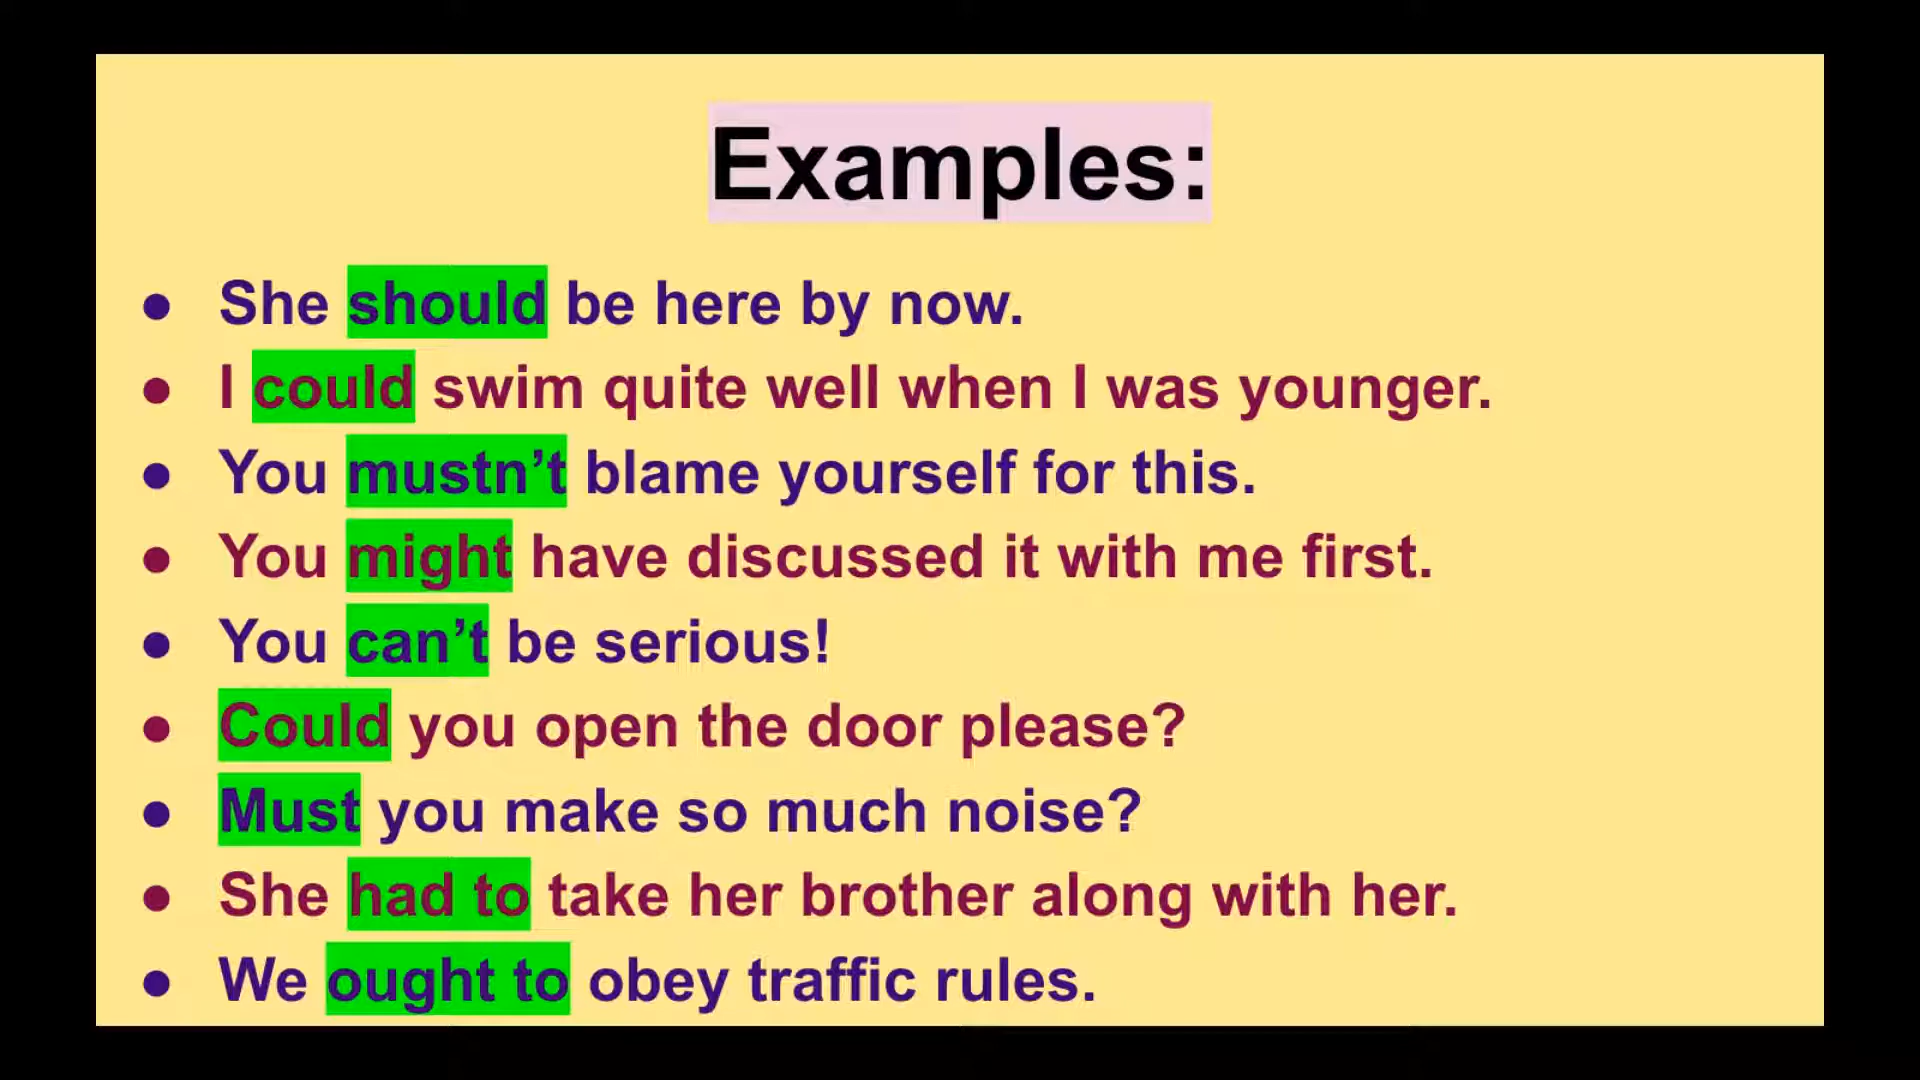 Examples:
● She should be here by now.
● I could swim quite well when I was younger.
● You mustn’t blame yourself for this.
● You might have discussed it with me first.
● You can’t be serious!
● Could you open the door please?
● Must you make so much noise?
● She had to take her brother along with her.
● We ought to obey traffic rules.